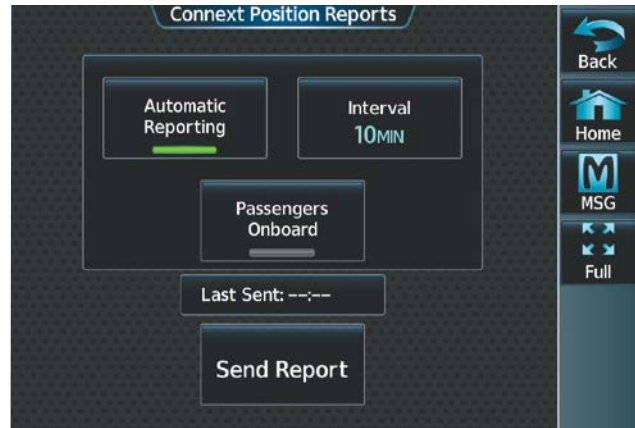 Connext Position Reports
Back
Automatic
Reporting
Interval
10MIN
Home
MSG
Passengers
Onboard
Full
Last Sent: --:--
Send Report